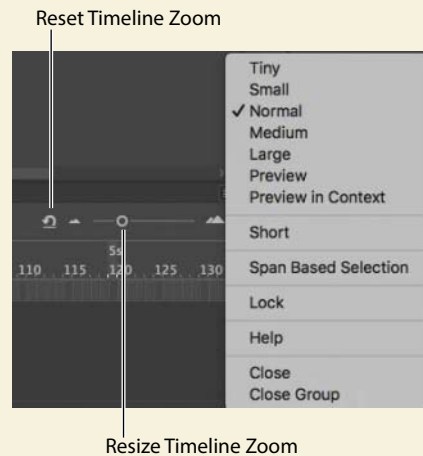 Reset Timeline Zoom
Tiny
Small
✓ Normal
Medium
Large
Preview
Preview in Context
Short
Span Based Selection
Lock
Help
Close
Close Group
5s
110 115 120 125 130
Resize Timeline Zoom